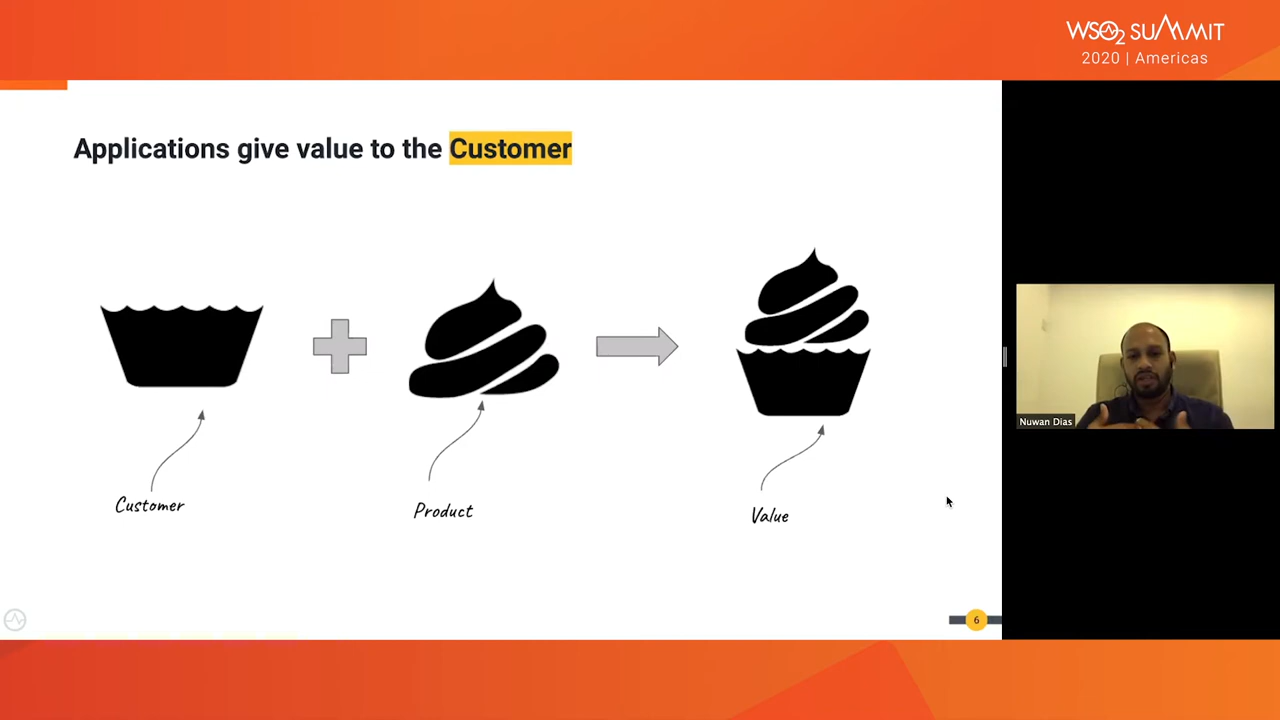 WSO2 SUMMIT
2020 | Americas
Applications give value to the Customer
Customer
Product
Value
Nuwan Dias
6